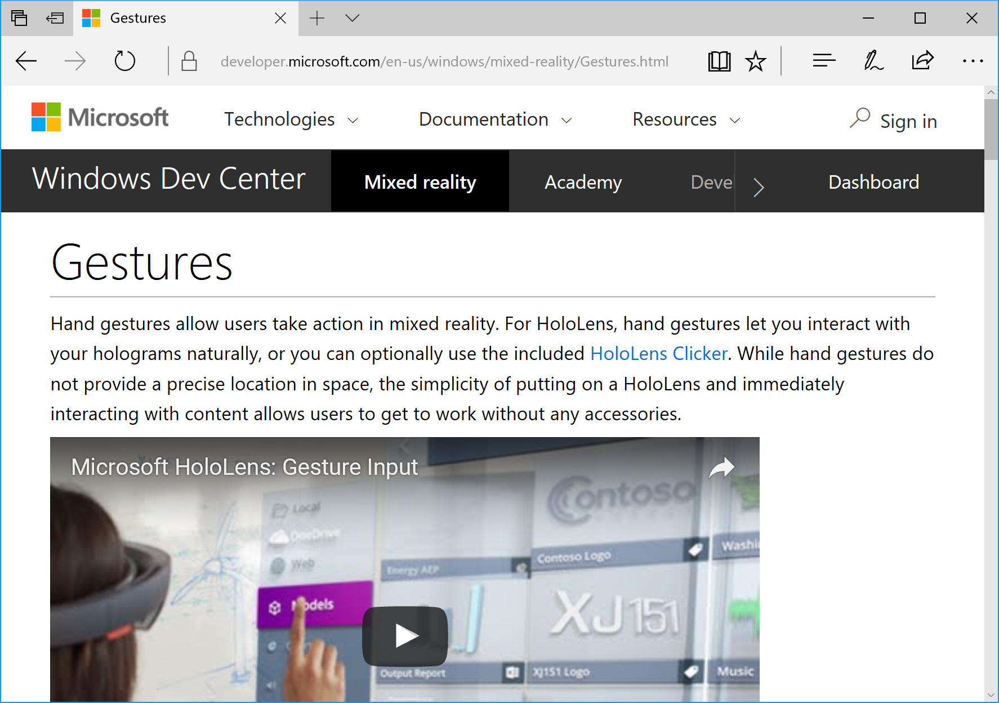 Gestures
developer.microsoft.com/en-us/windows/mixed-reality/Gestures.html
Microsoft
Technologies
Documentation
Resources
Sign in
Windows Dev Center
Mixed reality
Academy
Deve
Dashboard
Gestures
Hand gestures allow users take action in mixed reality. For HoloLens, hand gestures let you interact with
your holograms naturally, or you can optionally use the included HoloLens Clicker. While hand gestures do
not provide a precise location in space, the simplicity of putting on a HoloLens and immediately
interacting with content allows users to get to work without any accessories.
Microsoft HoloLens: Gesture Input
Contoso
Local
OneDrive
Web
Models
Energy AEP
Contoso Logo
Washi
XJ151
Output Report
XJ151 Logo
Music